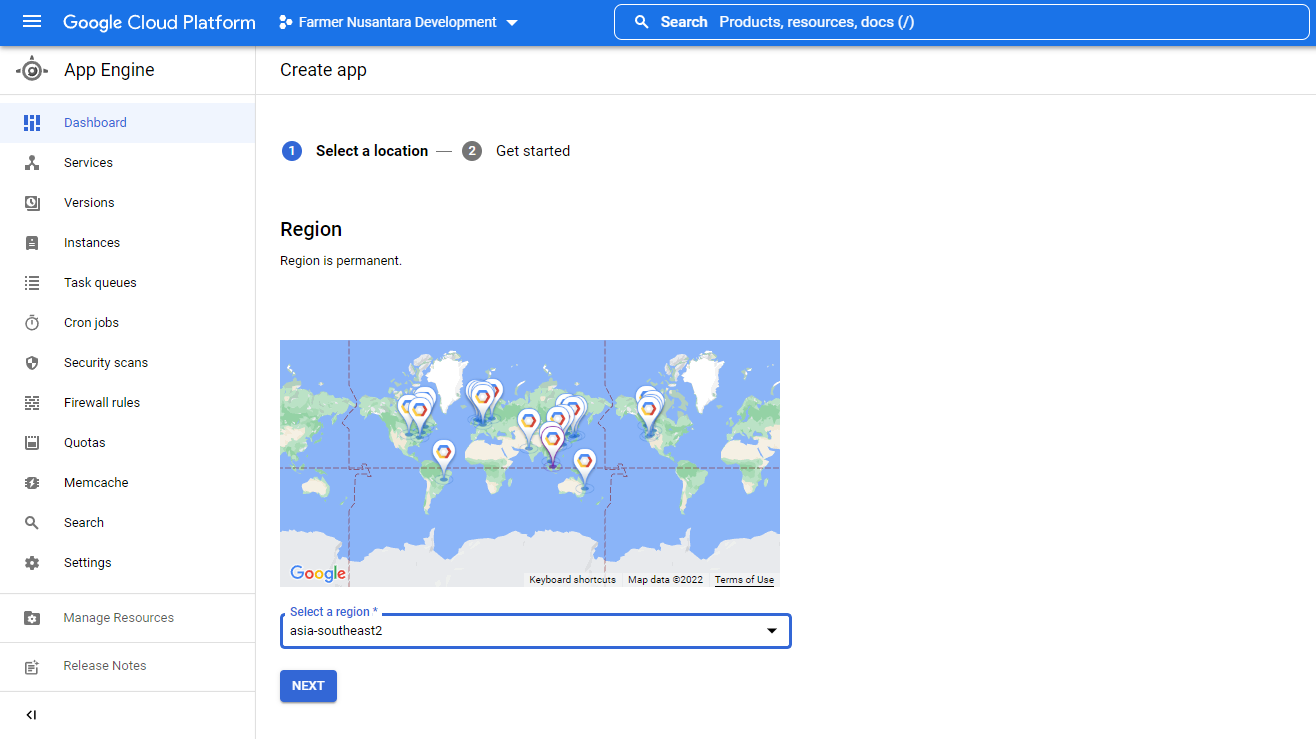 Google Cloud Platform
Farmer Nusantara Development
Search Products, resources, docs (/)
App Engine
Create app
Dashboard
Services
Versions
Instances
Task queues
Cron jobs
Security scans
Firewall rules
Quotas
Memcache
Search
Settings
Manage Resources
Release Notes
1 Select a location — 2 Get started
Region
Region is permanent.
Google
Keyboard shortcuts Map data ©2022 Terms of Use
Select a region *
asia-southeast2
NEXT